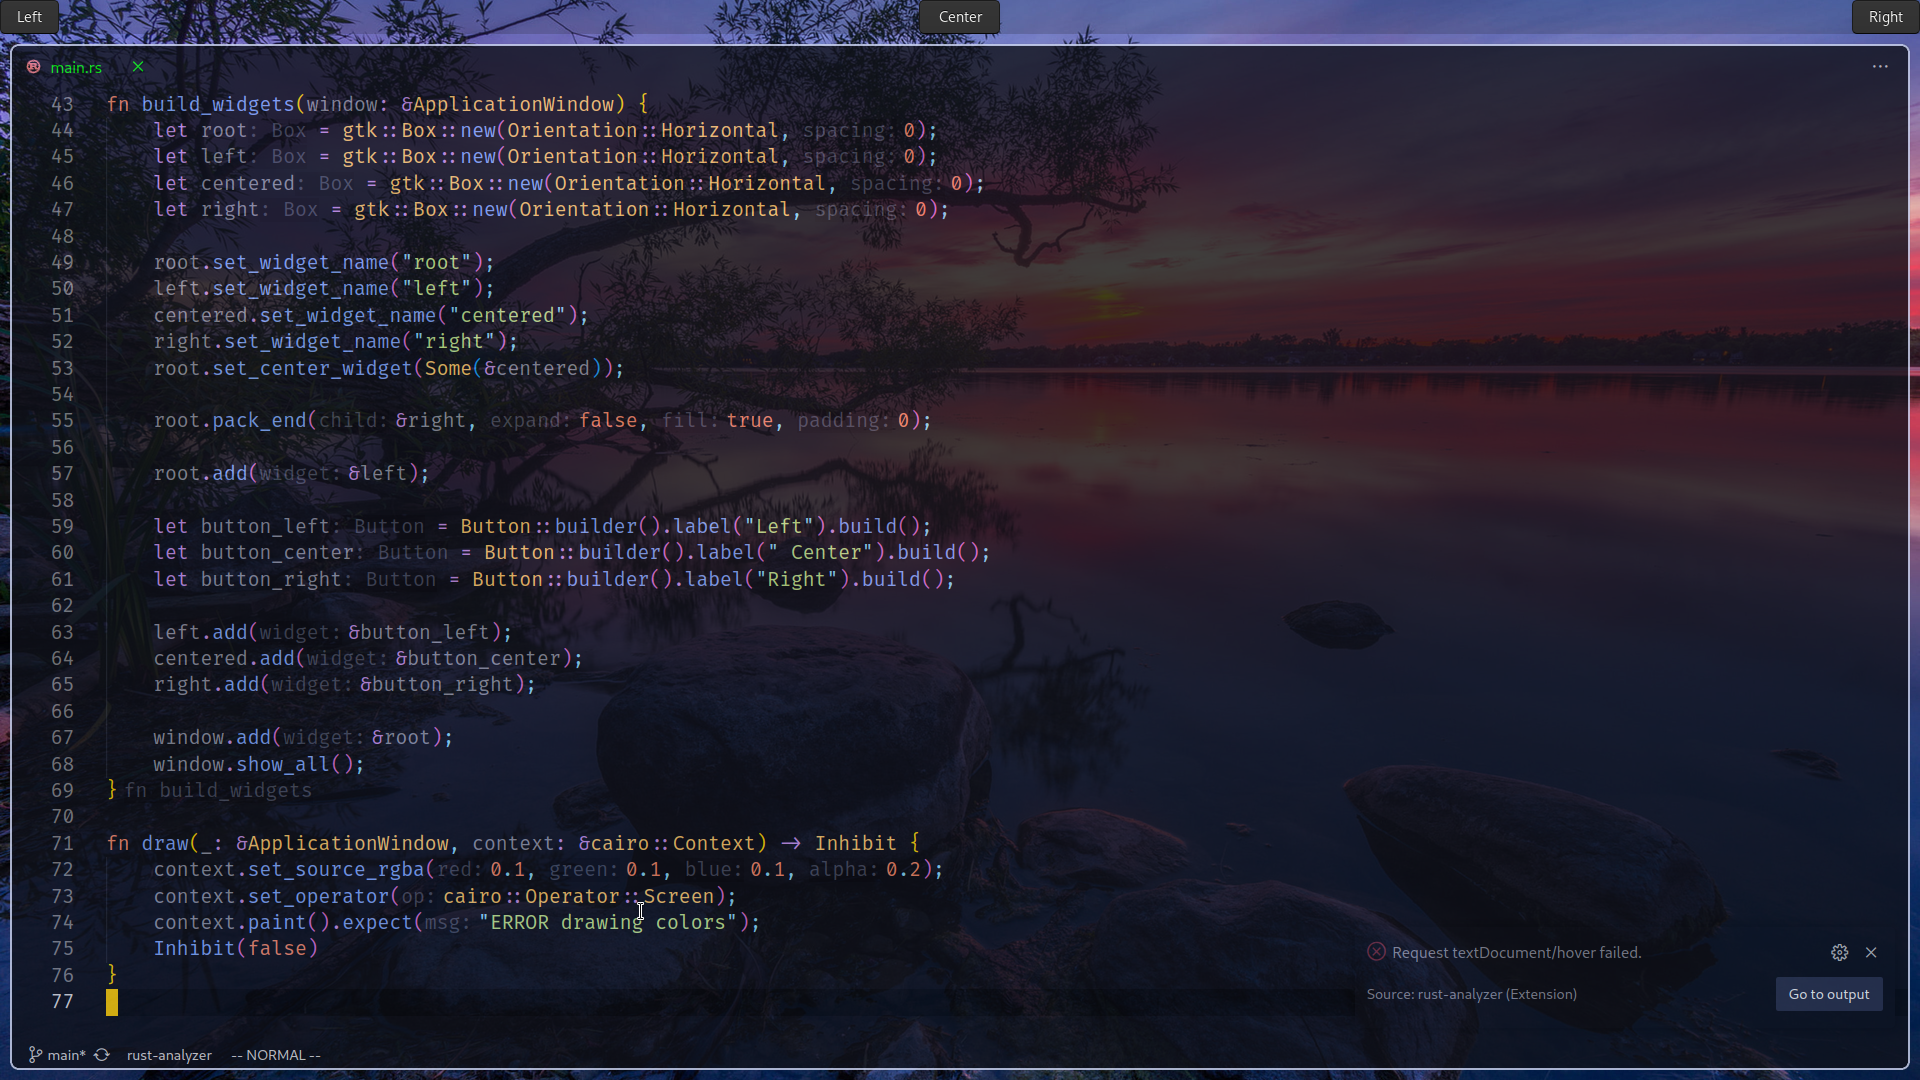 Left Center Right
main.rs
43 fn build_widgets(window: &ApplicationWindow) {
44 let root: Box = gtk::Box::new(Orientation::Horizontal, spacing: 0);
45 let left: Box = gtk::Box::new(Orientation::Horizontal, spacing: 0);
46 let centered: Box = gtk::Box::new(Orientation::Horizontal, spacing: 0);
47 let right: Box = gtk::Box::new(Orientation::Horizontal, spacing: 0);
48
49 root.set_widget_name("root");
50 left.set_widget_name("left");
51 centered.set_widget_name("centered");
52 right.set_widget_name("right");
53 root.set_center_widget(Some(&centered));
54
55 root.pack_end(child: &right, expand: false, fill: true, padding: 0);
56
57 root.add(widget: &left);
58
59 let button_left: Button = Button::builder().label("Left").build();
60 let button_center: Button = Button::builder().label(" Center").build();
61 let button_right: Button = Button::builder().label("Right").build();
62
63 left.add(widget: &button_left);
64 centered.add(widget: &button_center);
65 right.add(widget: &button_right);
66
67 window.add(widget: &root);
68 window.show_all();
69 } fn build_widgets
70
71 fn draw(_: &ApplicationWindow, context: &cairo::Context) -> Inhibit {
72 context.set_source_rgba(red: 0.1, green: 0.1, blue: 0.1, alpha: 0.2);
73 context.set_operator(op: cairo::Operator::Screen);
74 context.paint().expect(msg: "ERROR drawing colors");
75 Inhibit(false)
76 }
77
Request textDocument/hover failed.
Source: rust-analyzer (Extension)
Go to output
main* rust-analyzer -- NORMAL --